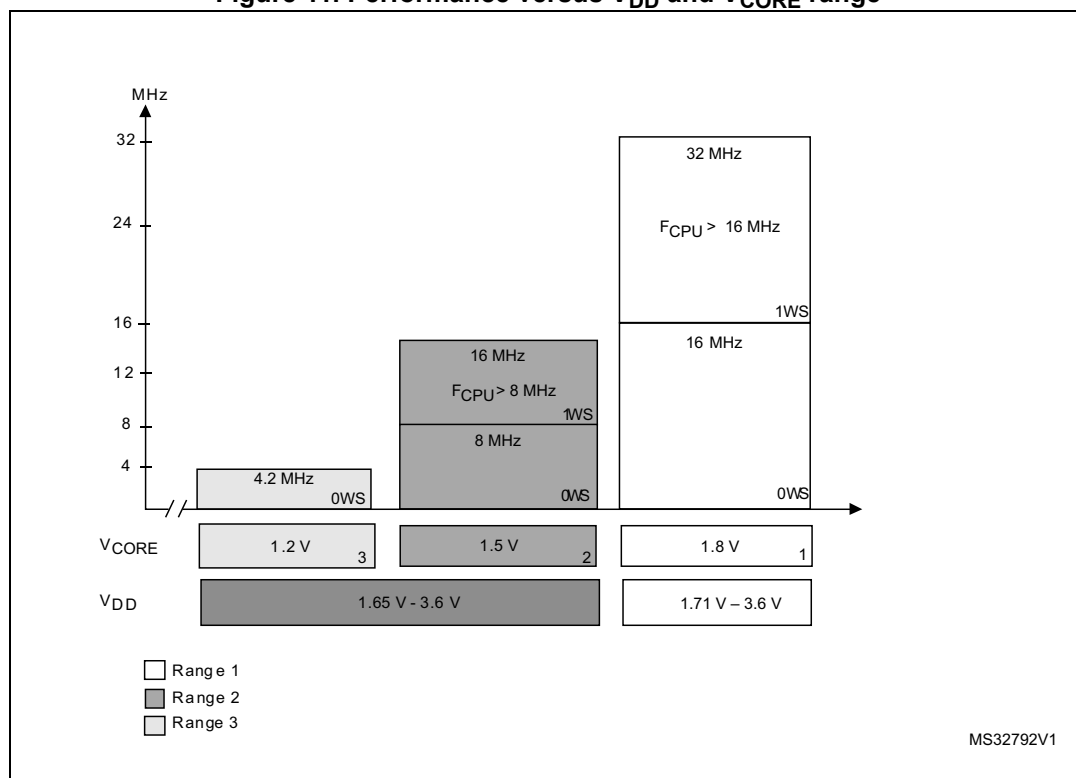 MHz
32
24
16
12
8
4
32 MHz
FCPU > 16 MHz
1WS
16 MHz
0WS
16 MHz
FCPU > 8 MHz
1WS
8 MHz
0WS
4.2 MHz
0WS
VCORE
1.2 V 3
1.5 V 2
1.8 V 1
VDD
1.65 V - 3.6 V
1.71 V – 3.6 V
Range 1
Range 2
Range 3
MS32792V1